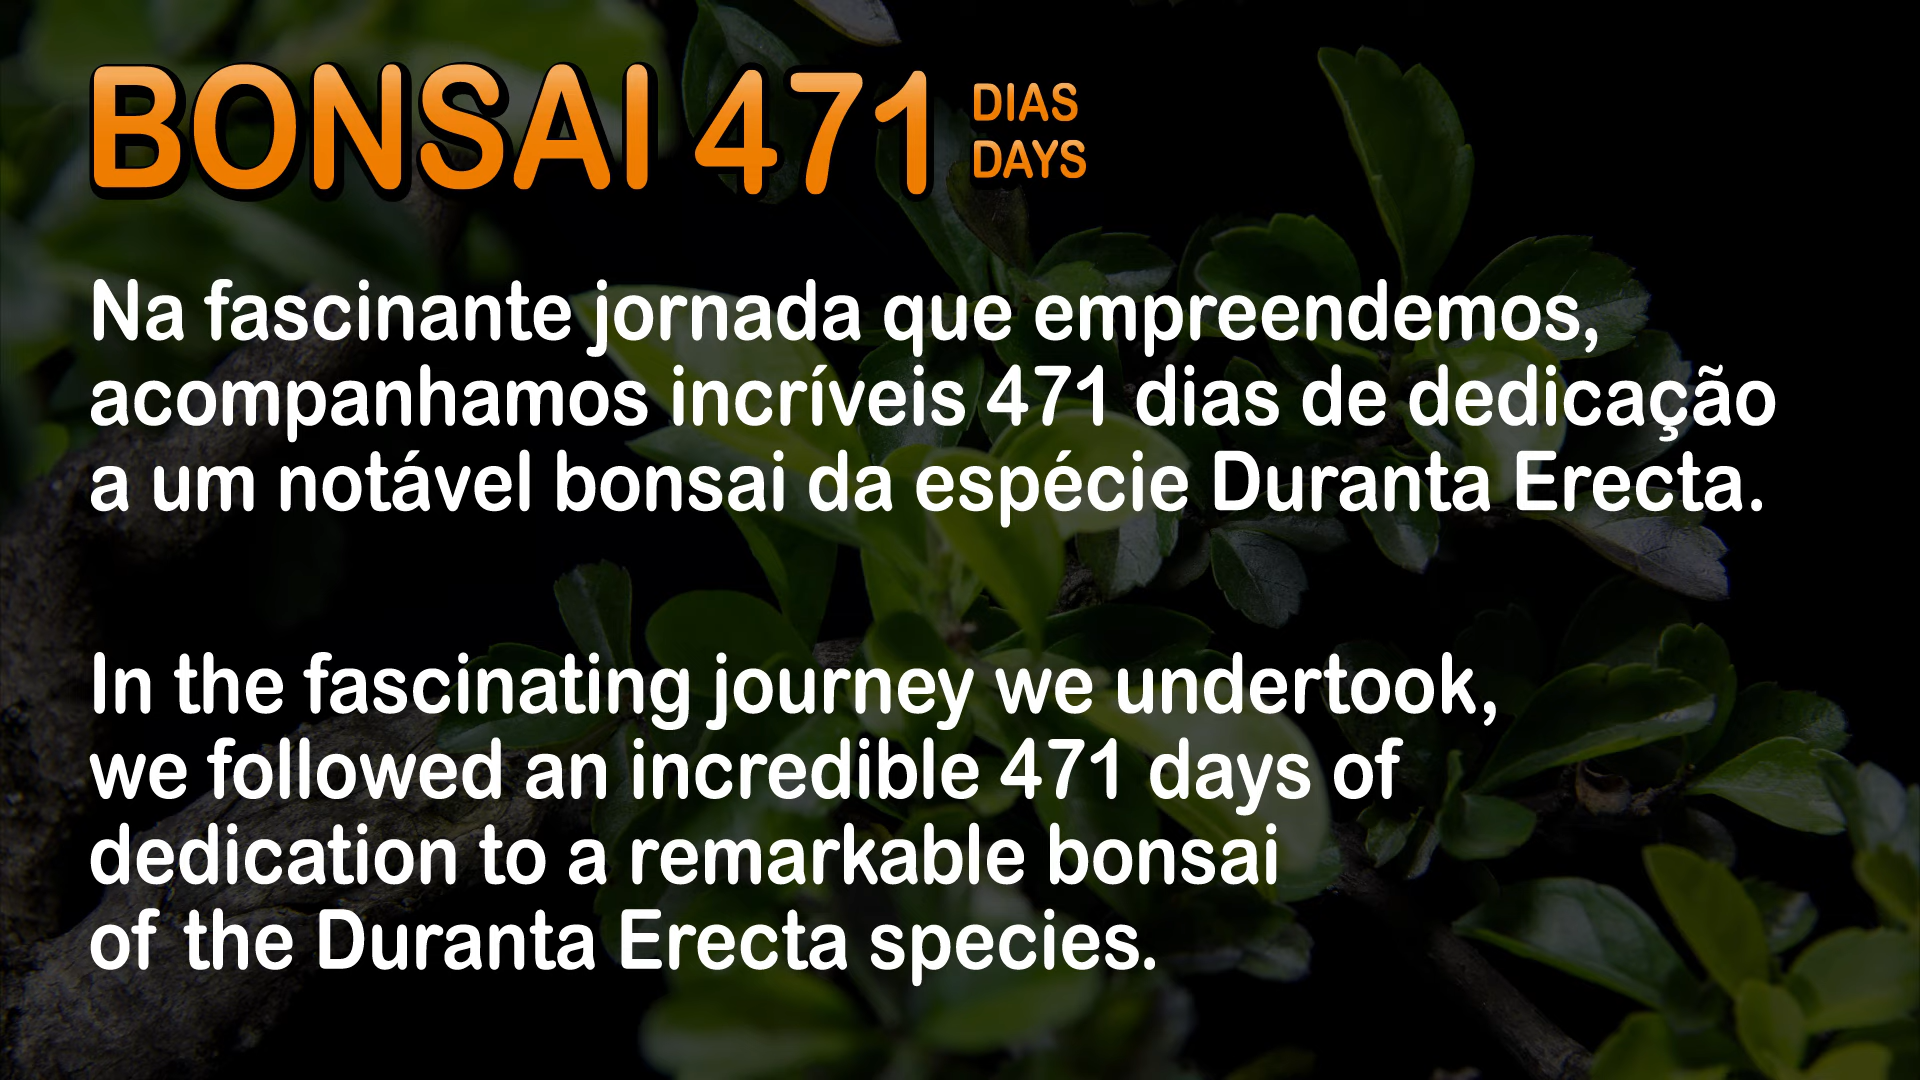 BONSAI 471 DIAS
DAYS
Na fascinante jornada que empreendemos,
acompanhamos incríveis 471 dias de dedicação
a um notável bonsai da espécie Duranta Erecta.
In the fascinating journey we undertook,
we followed an incredible 471 days of
dedication to a remarkable bonsai
of the Duranta Erecta species.